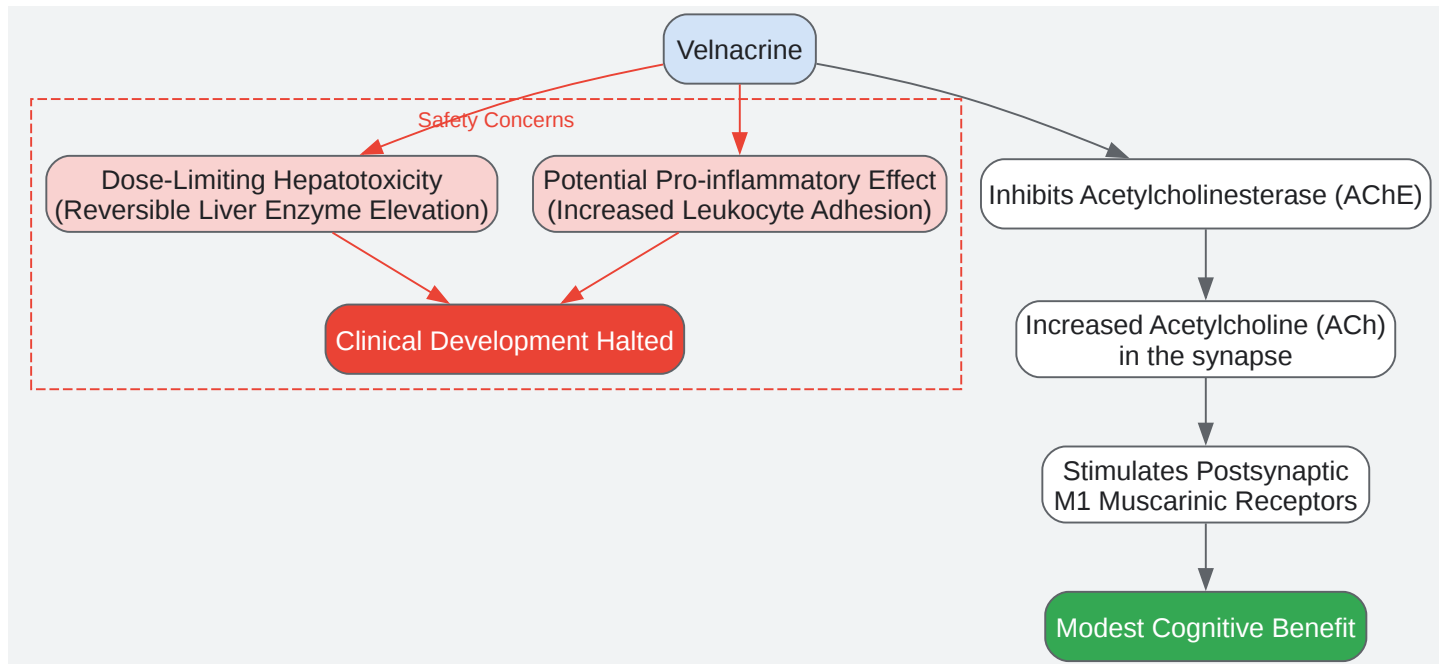 Velnacrine
Safety Concerns
Dose-Limiting Hepatotoxicity
(Reversible Liver Enzyme Elevation)
Potential Pro-inflammatory Effect
(Increased Leukocyte Adhesion)
Inhibits Acetylcholinesterase (AChE)
Clinical Development Halted
Increased Acetylcholine (ACh)
in the synapse
Stimulates Postsynaptic
M1 Muscarinic Receptors
Modest Cognitive Benefit